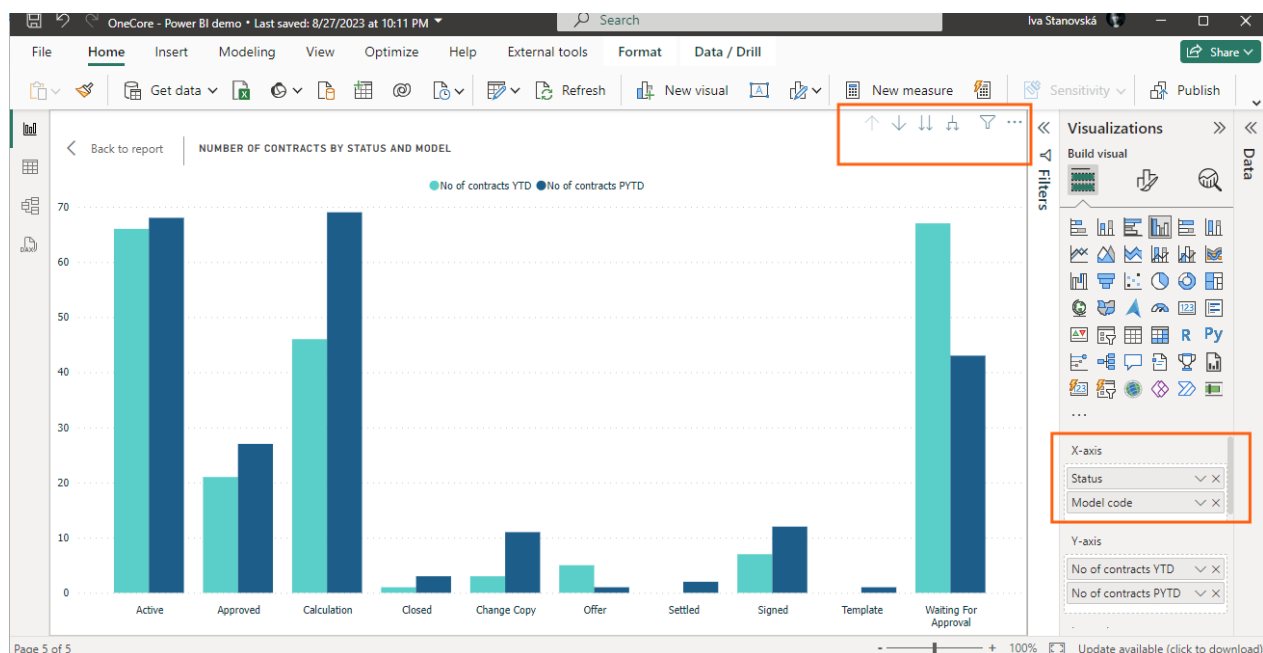 OneCore - Power BI demo • Last saved: 8/27/2023 at 10:11 PM
Search
Iva Stanovská
File Home Insert Modeling View Optimize Help External tools Format Data / Drill
Share
Get data
Refresh
New visual
A
New measure
Sensitivity
Publish
Back to report
NUMBER OF CONTRACTS BY STATUS AND MODEL
No of contracts YTD No of contracts PYTD
70
60
50
40
30
20
10
0
Active Approved Calculation Closed Change Copy Offer Settled Signed Template Waiting For
Approval
Filters
Visualizations
Build visual
123
R Py
123
...
X-axis
Status
Model code
Y-axis
No of contracts YTD
No of contracts PYTD
Data
Page 5 of 5
- + 100%
Update available (click to download)